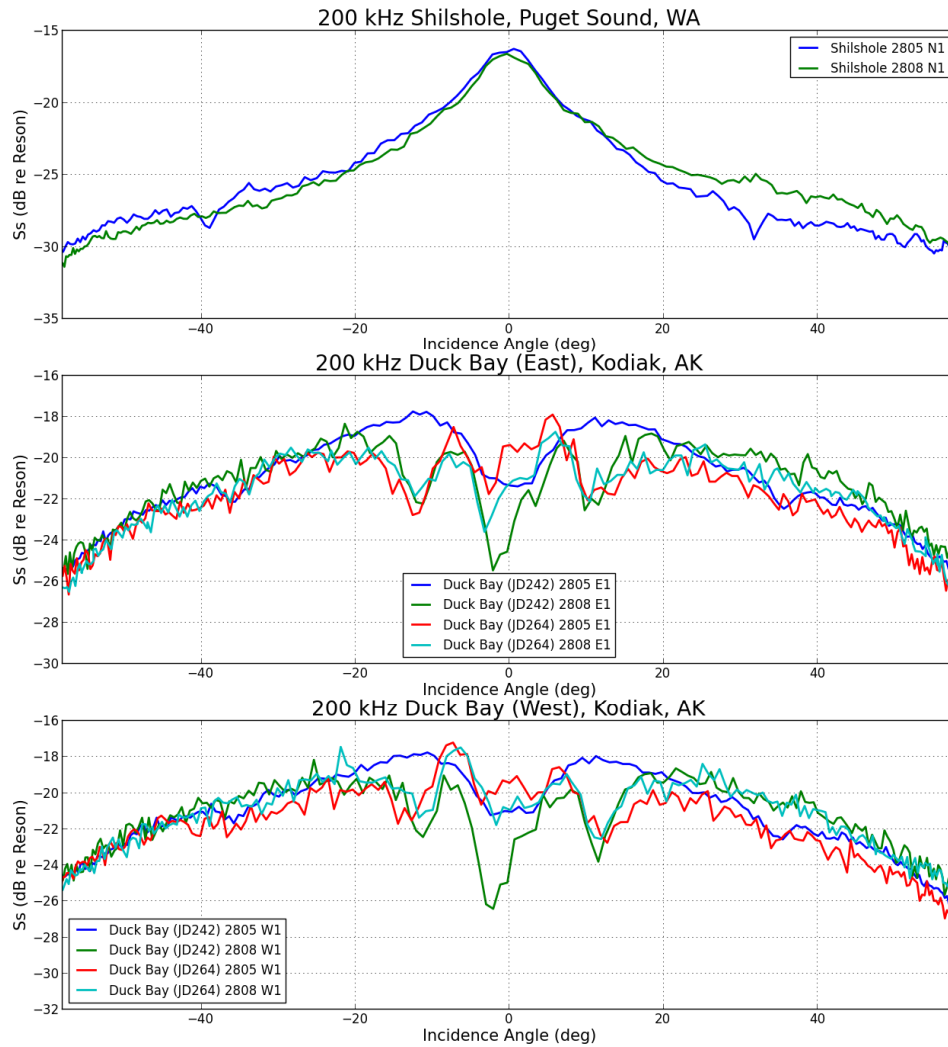 200 kHz Shilshole, Puget Sound, WA
−15
−20
−25
−30
−35
Ss (dB re Reson)
Shilshole 2805 N1
Shilshole 2808 N1
−40
−20
0
20
40
Incidence Angle (deg)
200 kHz Duck Bay (East), Kodiak, AK
−16
−18
−20
−22
−24
−26
−28
−30
Ss (dB re Reson)
Duck Bay (JD242) 2805 E1
Duck Bay (JD242) 2808 E1
Duck Bay (JD264) 2805 E1
Duck Bay (JD264) 2808 E1
−40
−20
0
20
40
Incidence Angle (deg)
200 kHz Duck Bay (West), Kodiak, AK
−16
−18
−20
−22
−24
−26
−28
−30
−32
Ss (dB re Reson)
Duck Bay (JD242) 2805 W1
Duck Bay (JD242) 2808 W1
Duck Bay (JD264) 2805 W1
Duck Bay (JD264) 2808 W1
−40
−20
0
20
40
Incidence Angle (deg)